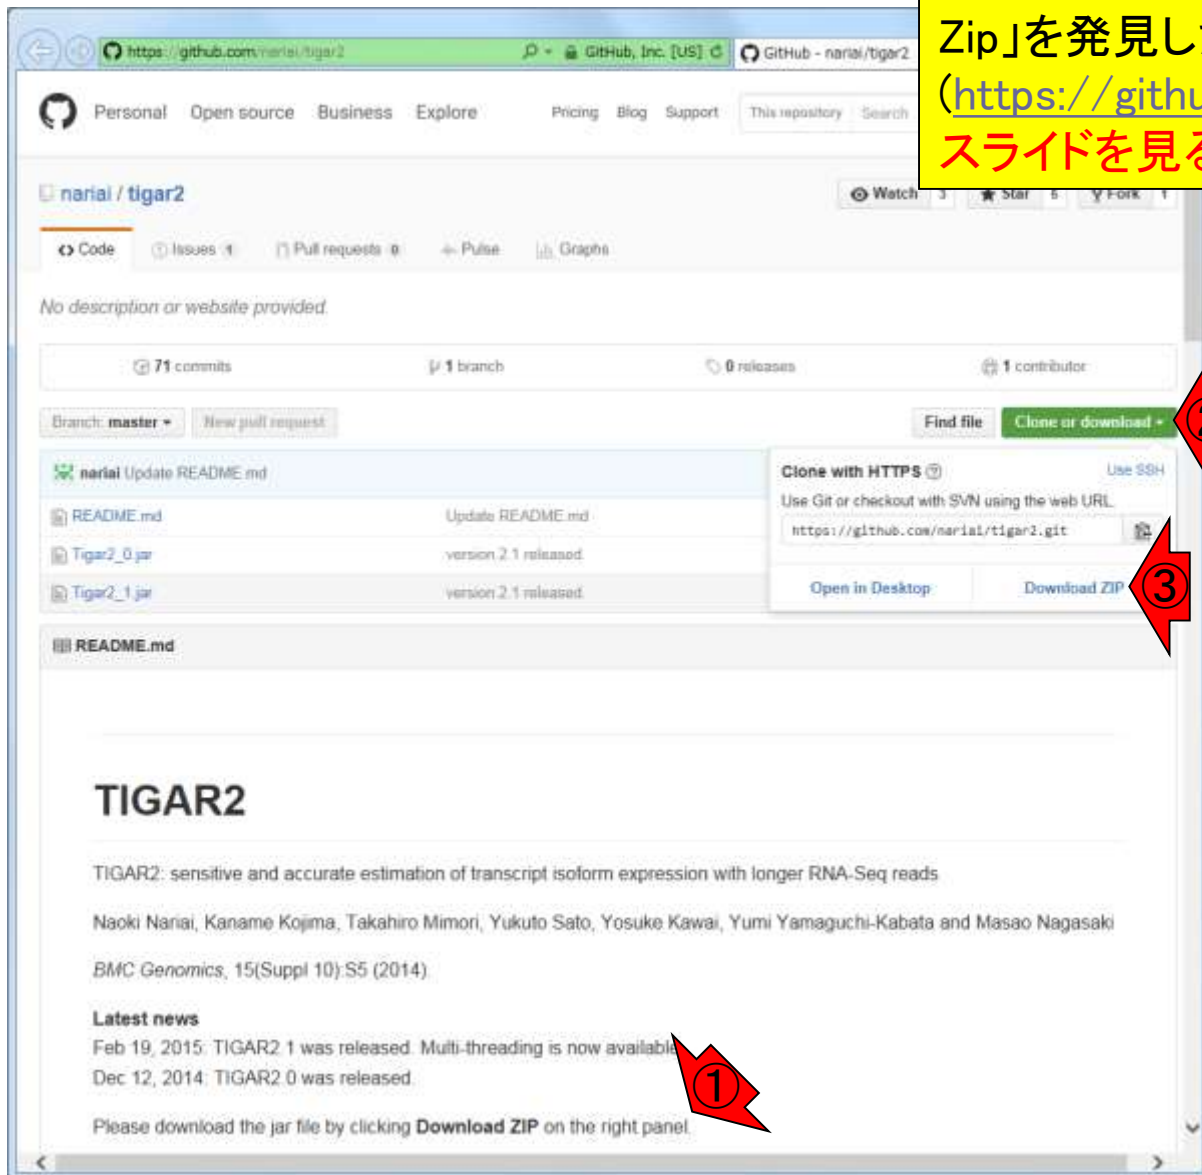 Zip」を発見し
(https://githu
スライドを見る
https://github.com/nariai/tigar2
GitHub, Inc. [US]
GitHub - nariai/tigar2
Personal Open source Business Explore Pricing Blog Support This repository Search
nariai / tigar2
Watch 3 Star 6 Fork 1
Code Issues 1 Pull requests 0 Pulse Graphs
No description or website provided.
71 commits 1 branch 0 releases 1 contributor
Branch: master New pull request Find file Clone or download
②
nariai Update README.md
README.md Update README.md
Tigar2_0.jar version 2.1 released
Tigar2_1.jar version 2.1 released
Clone with HTTPS Use SSH
Use Git or checkout with SVN using the web URL.
https://github.com/nariai/tigar2.git
Open in Desktop Download ZIP
③
README.md
TIGAR2
TIGAR2: sensitive and accurate estimation of transcript isoform expression with longer RNA-Seq reads
Naoki Nariai, Kaname Kojima, Takahiro Mimori, Yukuto Sato, Yosuke Kawai, Yumi Yamaguchi-Kabata and Masao Nagasaki
BMC Genomics, 15(Suppl 10):S5 (2014).
Latest news
Feb 19, 2015: TIGAR2.1 was released. Multi-threading is now available
Dec 12, 2014: TIGAR2.0 was released.
①
Please download the jar file by clicking Download ZIP on the right panel.